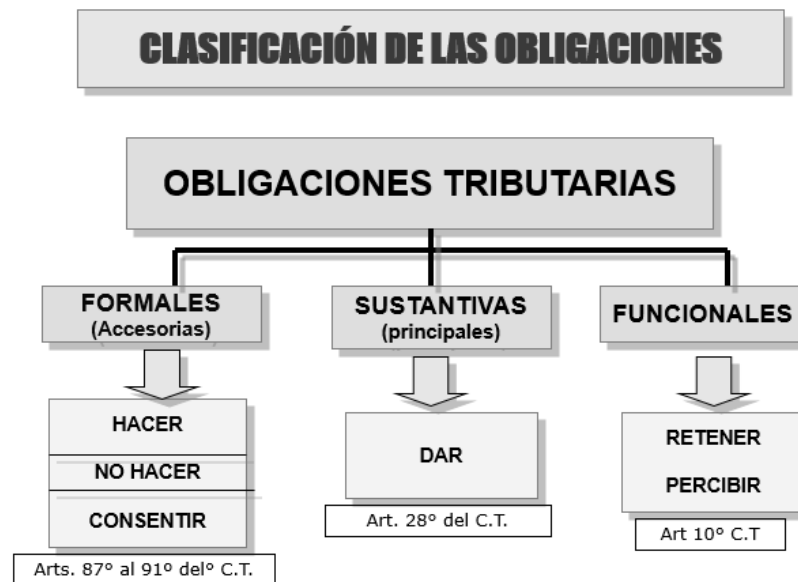 CLASIFICACIÓN DE LAS OBLIGACIONES
OBLIGACIONES TRIBUTARIAS
FORMALES
(Accesorias)
HACER
NO HACER
CONSENTIR
Arts. 87° al 91º del° C.T.
SUSTANTIVAS
(principales)
DAR
Art. 28° del C.T.
FUNCIONALES
RETENER
PERCIBIR
Art 10° C.T